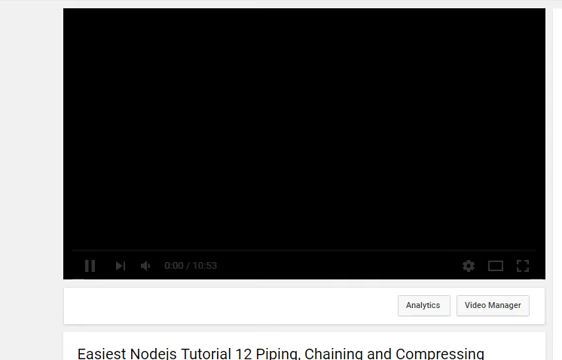 0:00 / 10:53
Analytics
Video Manager
Easiest Nodejs Tutorial 12 Piping, Chaining and Compressing